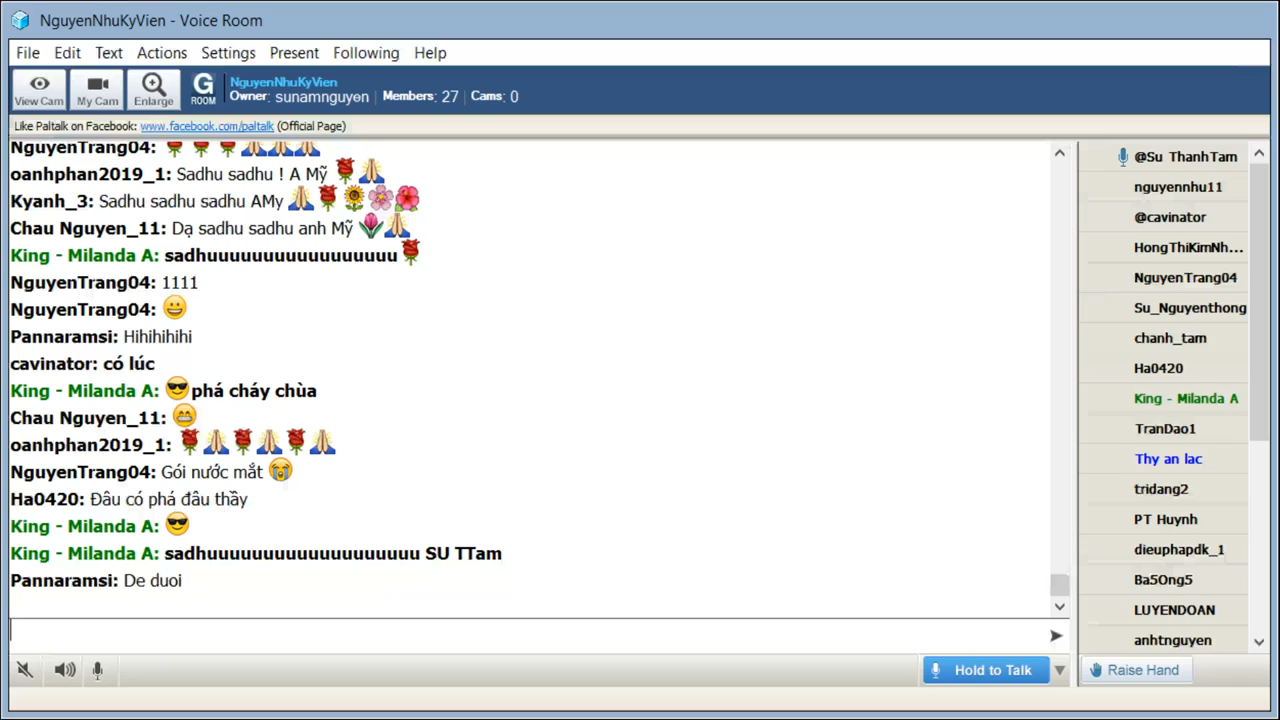 NguyenNhuKyVien - Voice Room
File Edit Text Actions Settings Present Following Help
View Cam My Cam Enlarge G ROOM
NguyenNhuKyVien
Owner: sunamnguyen Members: 27 Cams: 0
Like Paltalk on Facebook: www.facebook.com/paltalk (Official Page)
NguyenTrang04:
oanhphan2019_1: Sadhu sadhu ! A Mỹ
Kyanh_3: Sadhu sadhu sadhu AMy
Chau Nguyen_11: Dạ sadhu sadhu anh Mỹ
King - Milanda A: sadhuuuuuuuuuuuuuuuuuu
NguyenTrang04: 1111
NguyenTrang04:
Pannaramsi: Hihihihihi
cavinator: có lúc
King - Milanda A: phá cháy chùa
Chau Nguyen_11:
oanhphan2019_1:
NguyenTrang04: Gói nước mắt
Ha0420: Đâu có phá đâu thầy
King - Milanda A:
King - Milanda A: sadhuuuuuuuuuuuuuuuuuuuu SU TTam
Pannaramsi: De duoi
@Su ThanhTam
nguyennhu11
@cavinator
HongThiKimNh...
NguyenTrang04
Su_Nguyenthong
chanh_tam
Ha0420
King - Milanda A
TranDao1
Thy an lac
tridang2
PT Huynh
dieuphapdk_1
Ba5Ong5
LUYENDOAN
anhtnguyen
Hold to Talk
Raise Hand